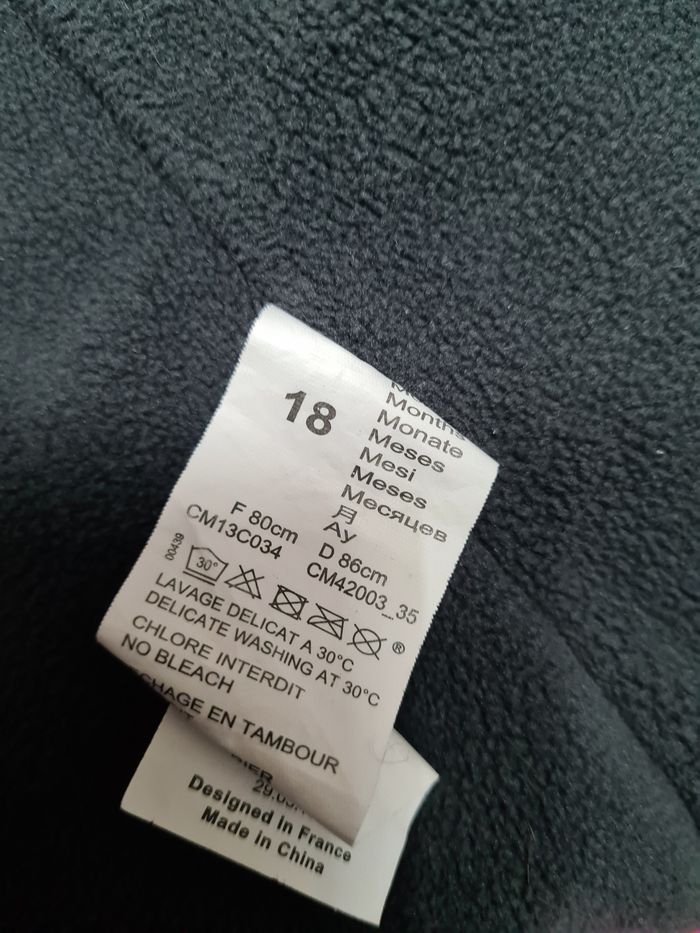 18
Months
Monate
Meses
Mesi
Meses
Месяцев
月
Ay
F 80cm D 86cm
CM13C034 CM42003_35
00439
30°
®
LAVAGE DELICAT A 30°C
DELICATE WASHING AT 30°C
CHLORE INTERDIT
NO BLEACH
EN TAMBOUR
Designed in France
Made in China